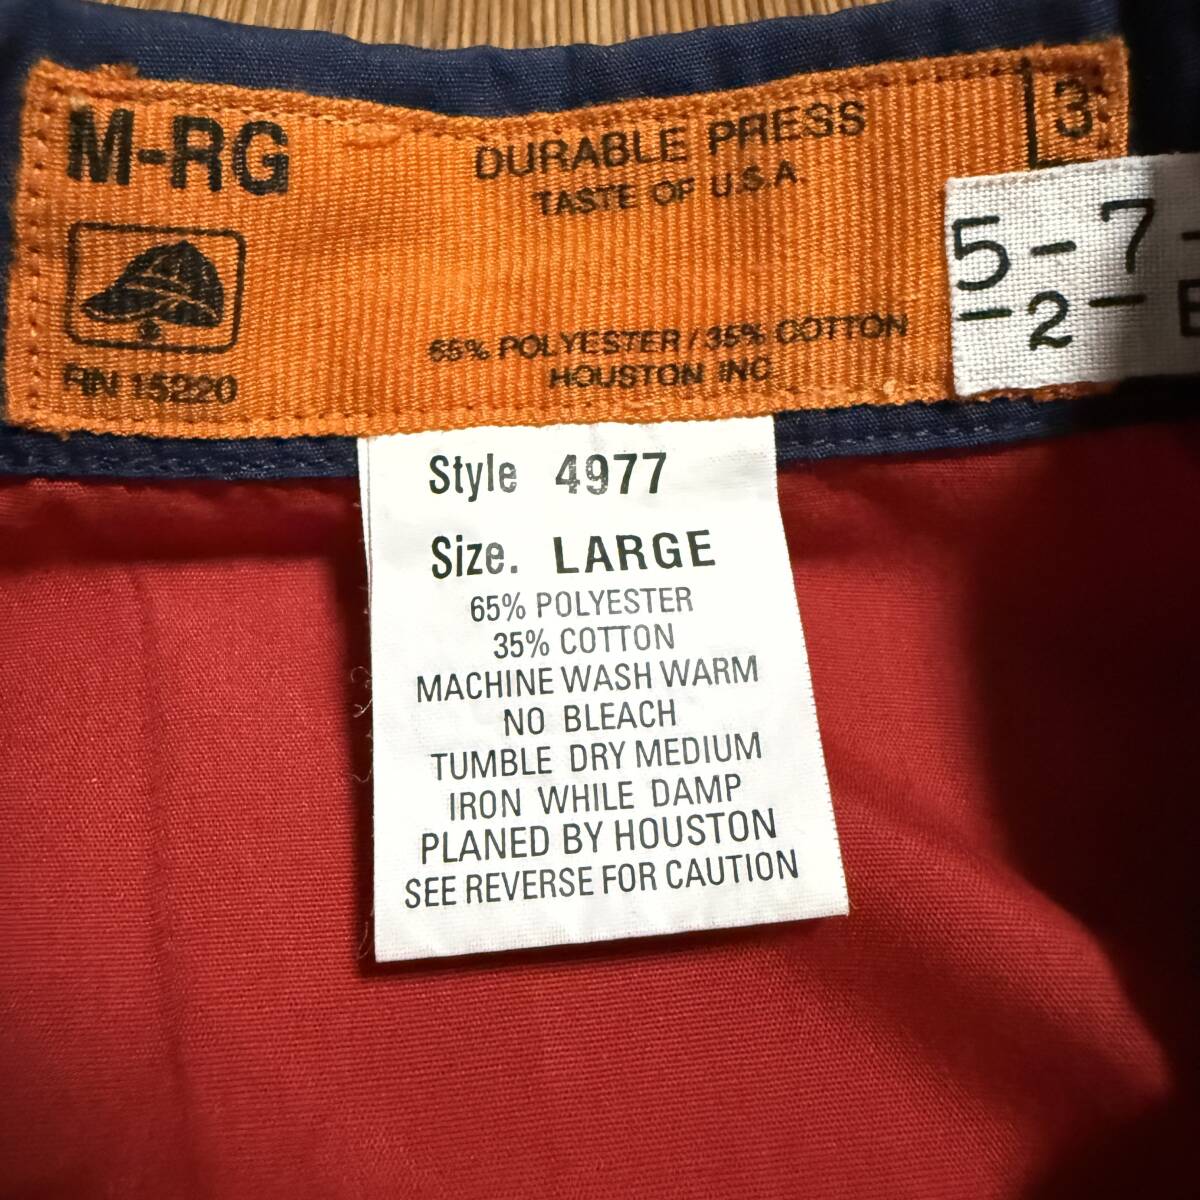 M-RG
RN 15220
DURABLE PRESS
TASTE OF U.S.A.
65% POLYESTER / 35% COTTON
HOUSTON INC
3
5-7-
-2-
Style 4977
Size. LARGE
65% POLYESTER
35% COTTON
MACHINE WASH WARM
NO BLEACH
TUMBLE DRY MEDIUM
IRON WHILE DAMP
PLANED BY HOUSTON
SEE REVERSE FOR CAUTION